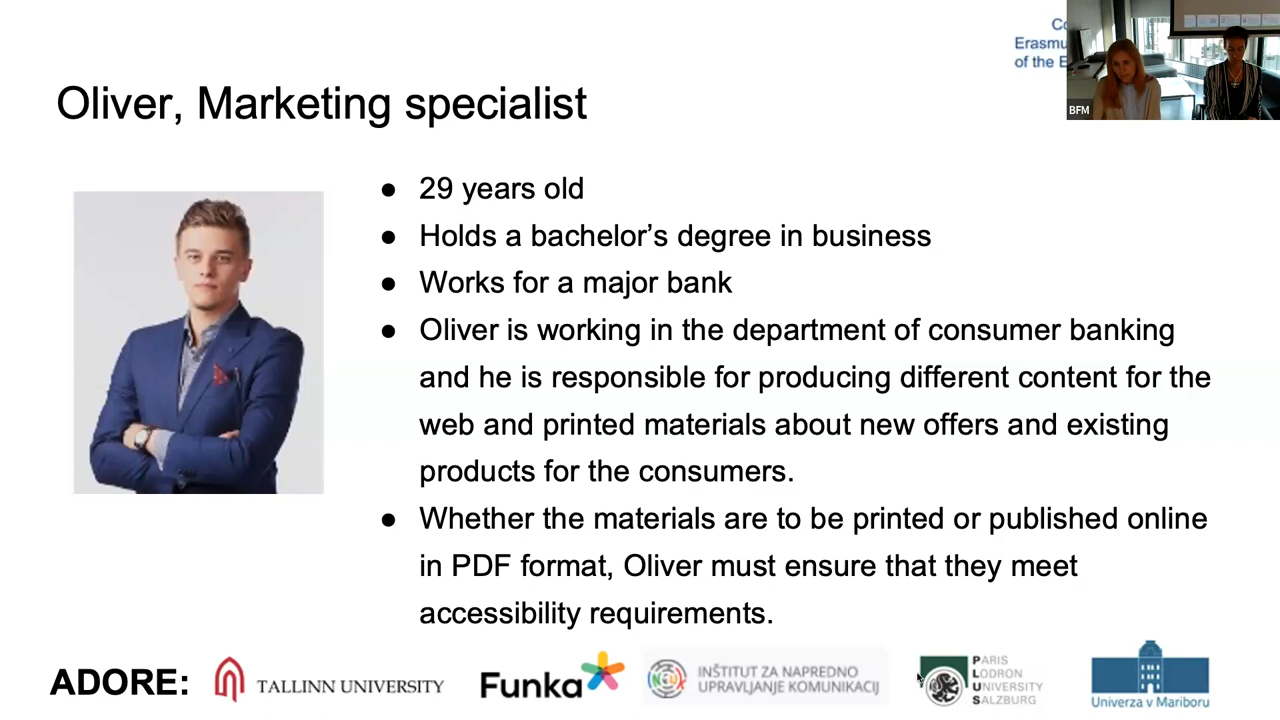 Co
Erasmu
of the E
BFM
Oliver, Marketing specialist
● 29 years old
● Holds a bachelor’s degree in business
● Works for a major bank
● Oliver is working in the department of consumer banking
and he is responsible for producing different content for the
web and printed materials about new offers and existing
products for the consumers.
● Whether the materials are to be printed or published online
in PDF format, Oliver must ensure that they meet
accessibility requirements.
ADORE:
TALLINN UNIVERSITY
Funka
INŠTITUT ZA NAPREDNO
UPRAVLJANJE KOMUNIKACIJ
PARIS
LODRON
UNIVERSITY
SALZBURG
Univerza v Mariboru